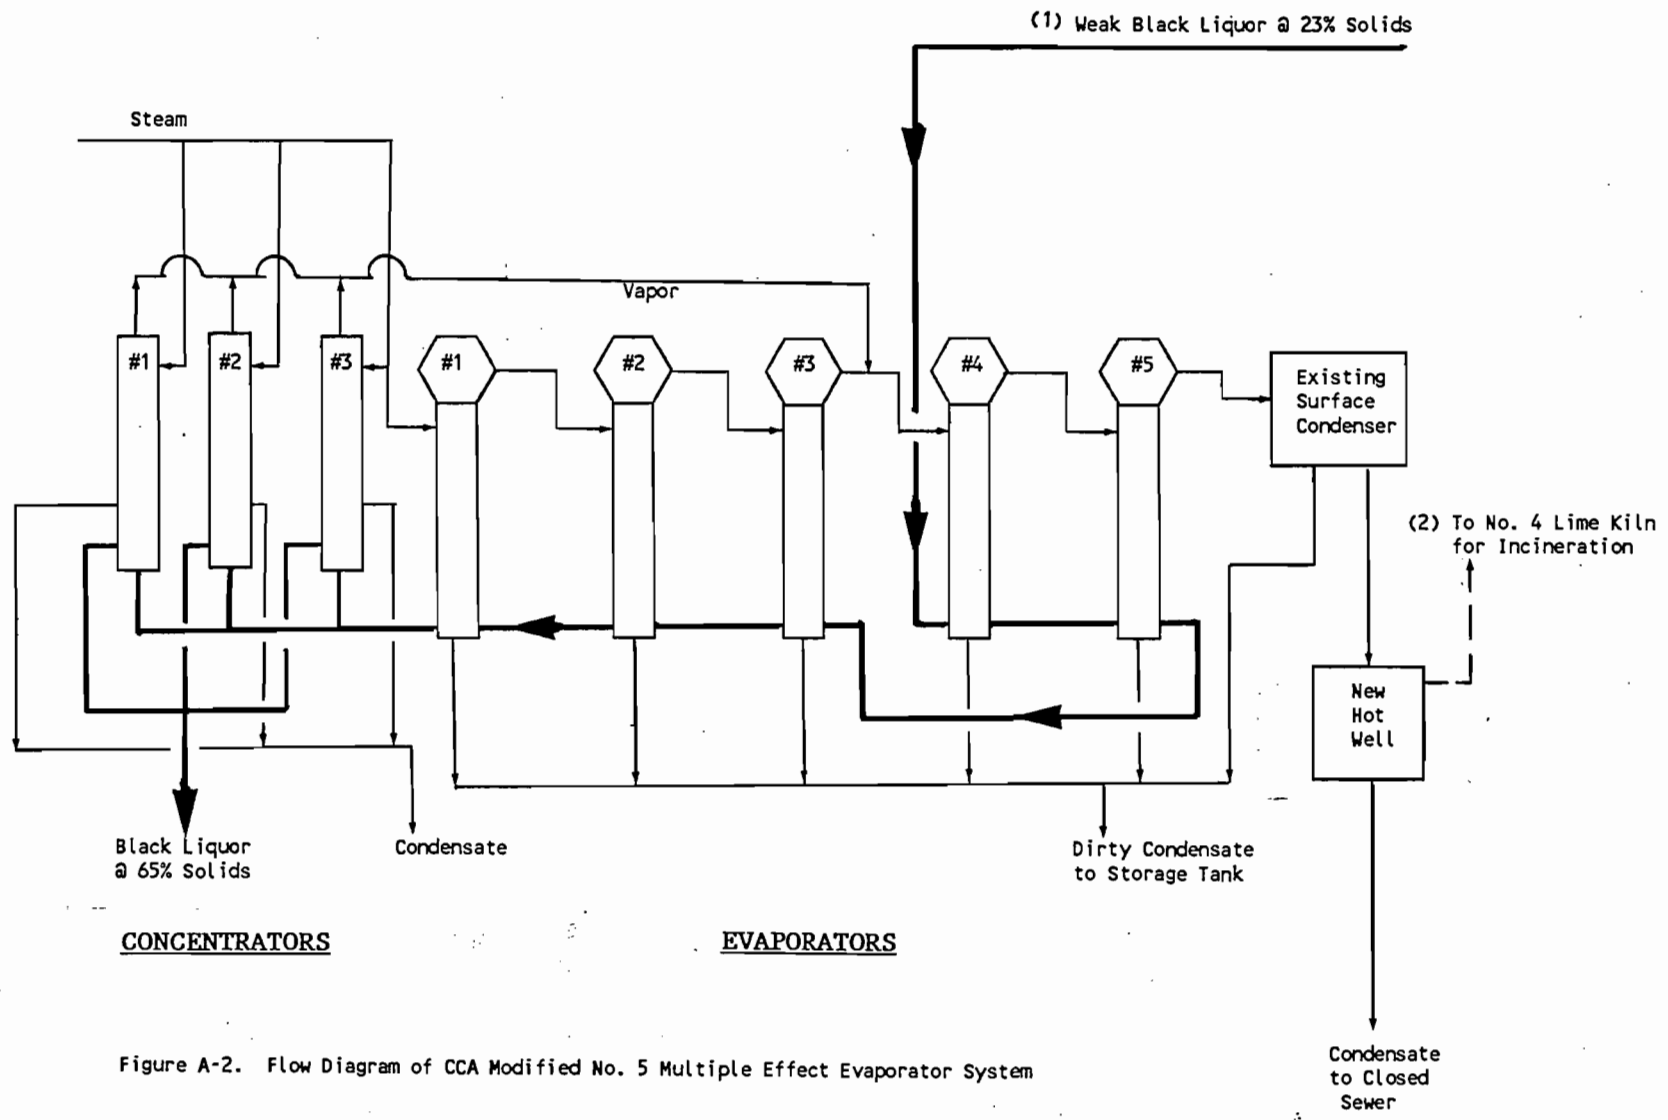 (1) Weak Black Liquor @ 23% Solids
Steam
Vapor
#1
#2
#3
#1
#2
#3
#4
#5
Existing
Surface
Condenser
(2) To No. 4 Lime Kiln
for Incineration
New
Hot
Well
Black Liquor
@ 65% Solids
Condensate
Dirty Condensate
to Storage Tank
CONCENTRATORS
EVAPORATORS
Condensate
to Closed
Sewer
Figure A-2. Flow Diagram of CCA Modified No. 5 Multiple Effect Evaporator System